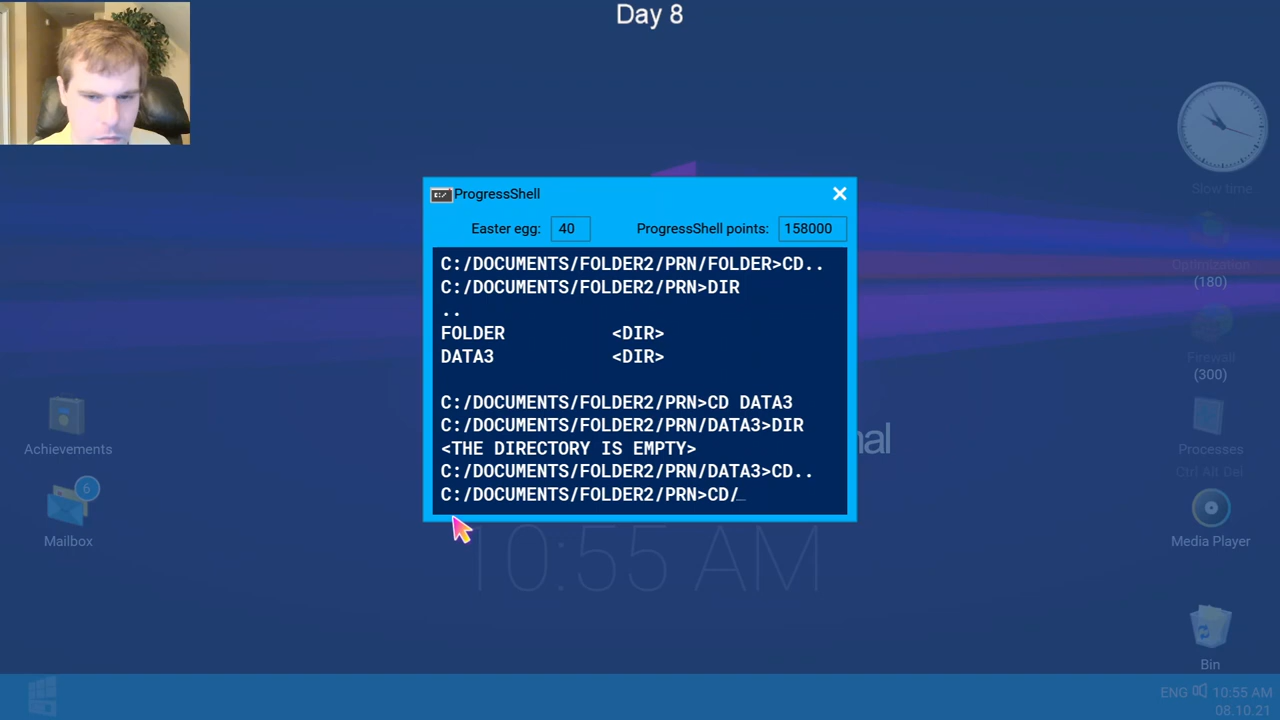 Day 8
ProgressShell
Easter egg: 40 ProgressShell points: 158000
C:/DOCUMENTS/FOLDER2/PRN/FOLDER>CD..
C:/DOCUMENTS/FOLDER2/PRN>DIR
..
FOLDER <DIR>
DATA3 <DIR>
C:/DOCUMENTS/FOLDER2/PRN>CD DATA3
C:/DOCUMENTS/FOLDER2/PRN/DATA3>DIR
<THE DIRECTORY IS EMPTY>
C:/DOCUMENTS/FOLDER2/PRN/DATA3>CD..
C:/DOCUMENTS/FOLDER2/PRN>CD/_
nal
10:55 AM
Achievements
6
Mailbox
Slow time
Optimization
(180)
Firewall
(300)
Processes
Ctrl Alt Del
Media Player
Bin
ENG 10:55 AM
08.10.21